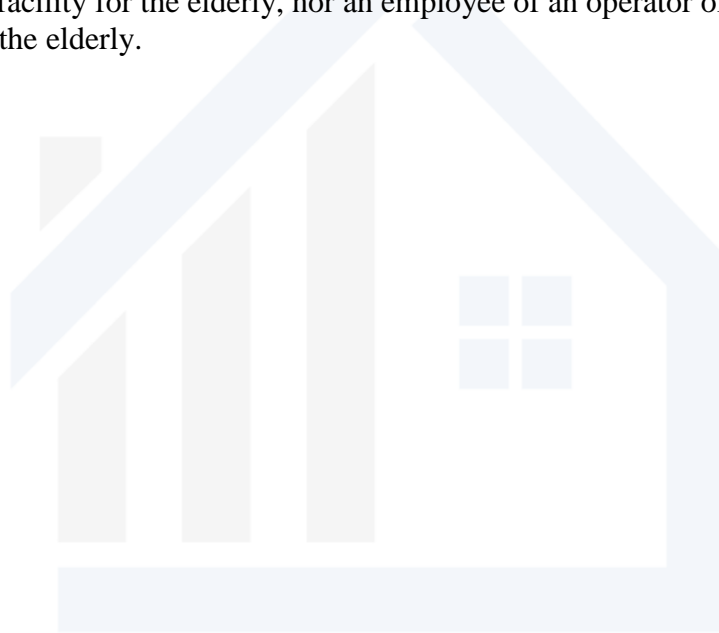 facility for the elderly, nor an employee of an operator
the elderly.